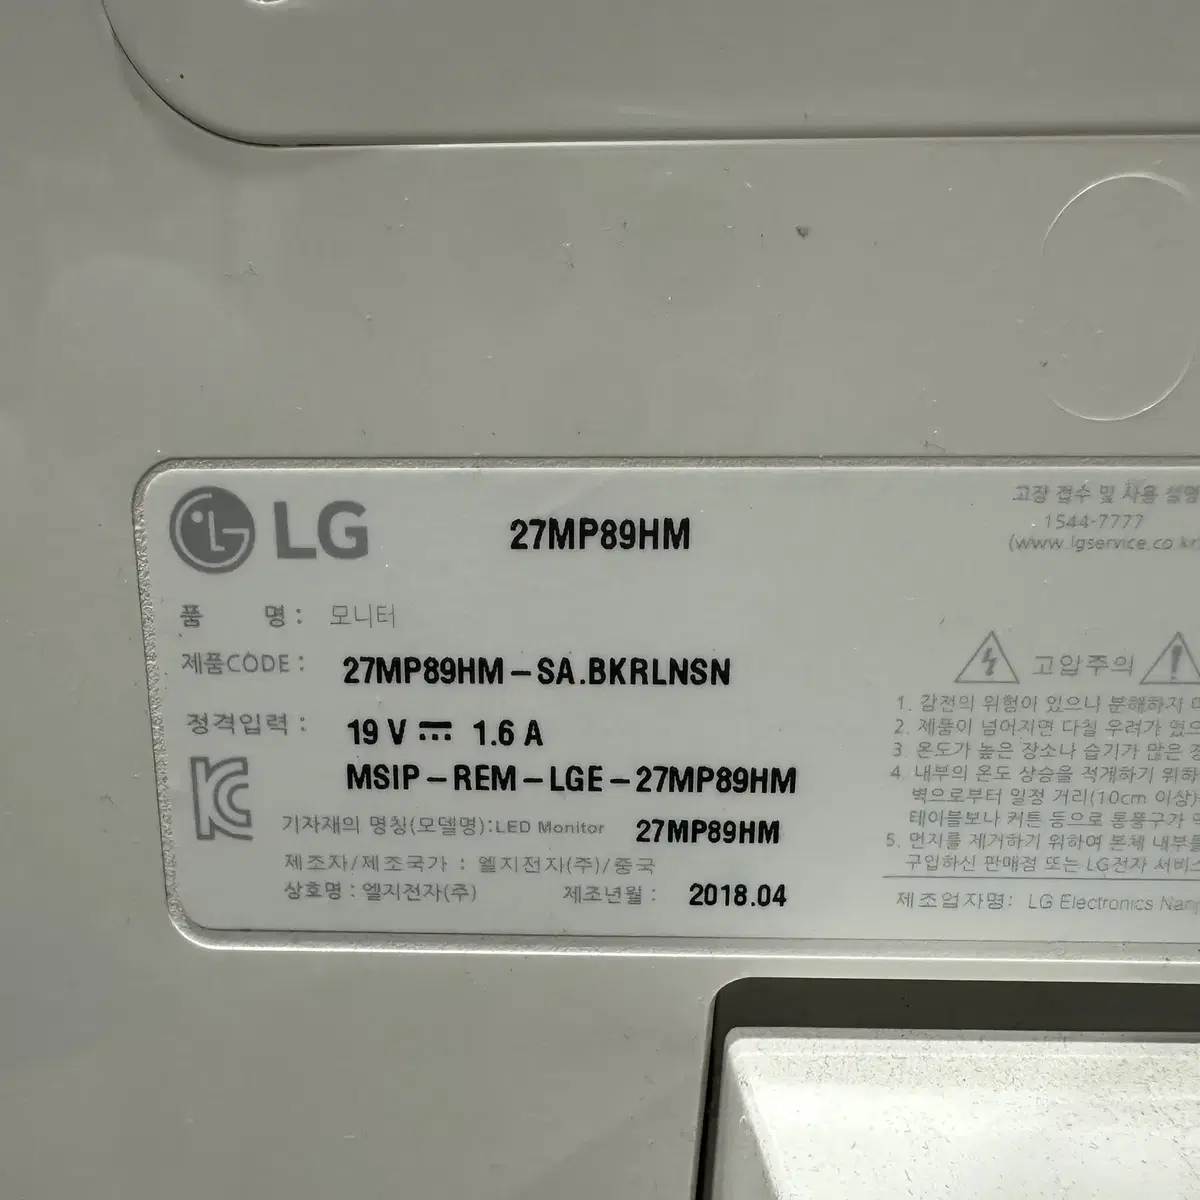 LG
27MP89HM
고장 접수 및 사용 설명
1544-7777
(www.lgservice.co.kr)
품 명 : 모니터
제품CODE : 27MP89HM-SA.BKRLNSN
정격입력 : 19 V 1.6 A
MSIP-REM-LGE-27MP89HM
기자재의 명칭(모델명):LED Monitor 27MP89HM
제조자/제조국가 : 엘지전자(주)/중국
상호명 : 엘지전자(주) 제조년월 : 2018.04
고압주의
1. 감전의 위험이 있으니 분해하지
2. 제품이 넘어지면 다칠 우려가
3. 온도가 높은 장소나 습기가 많은
4. 내부의 온도 상승을 적게하기 위하
벽으로부터 일정 거리(10cm 이상)
테이블보나 커튼 등으로 통풍구가
5. 먼지를 제거하기 위하여 본체 내부를
구입하신 판매점 또는 LG전자 서비
제조업자명: LG Electronics Nan